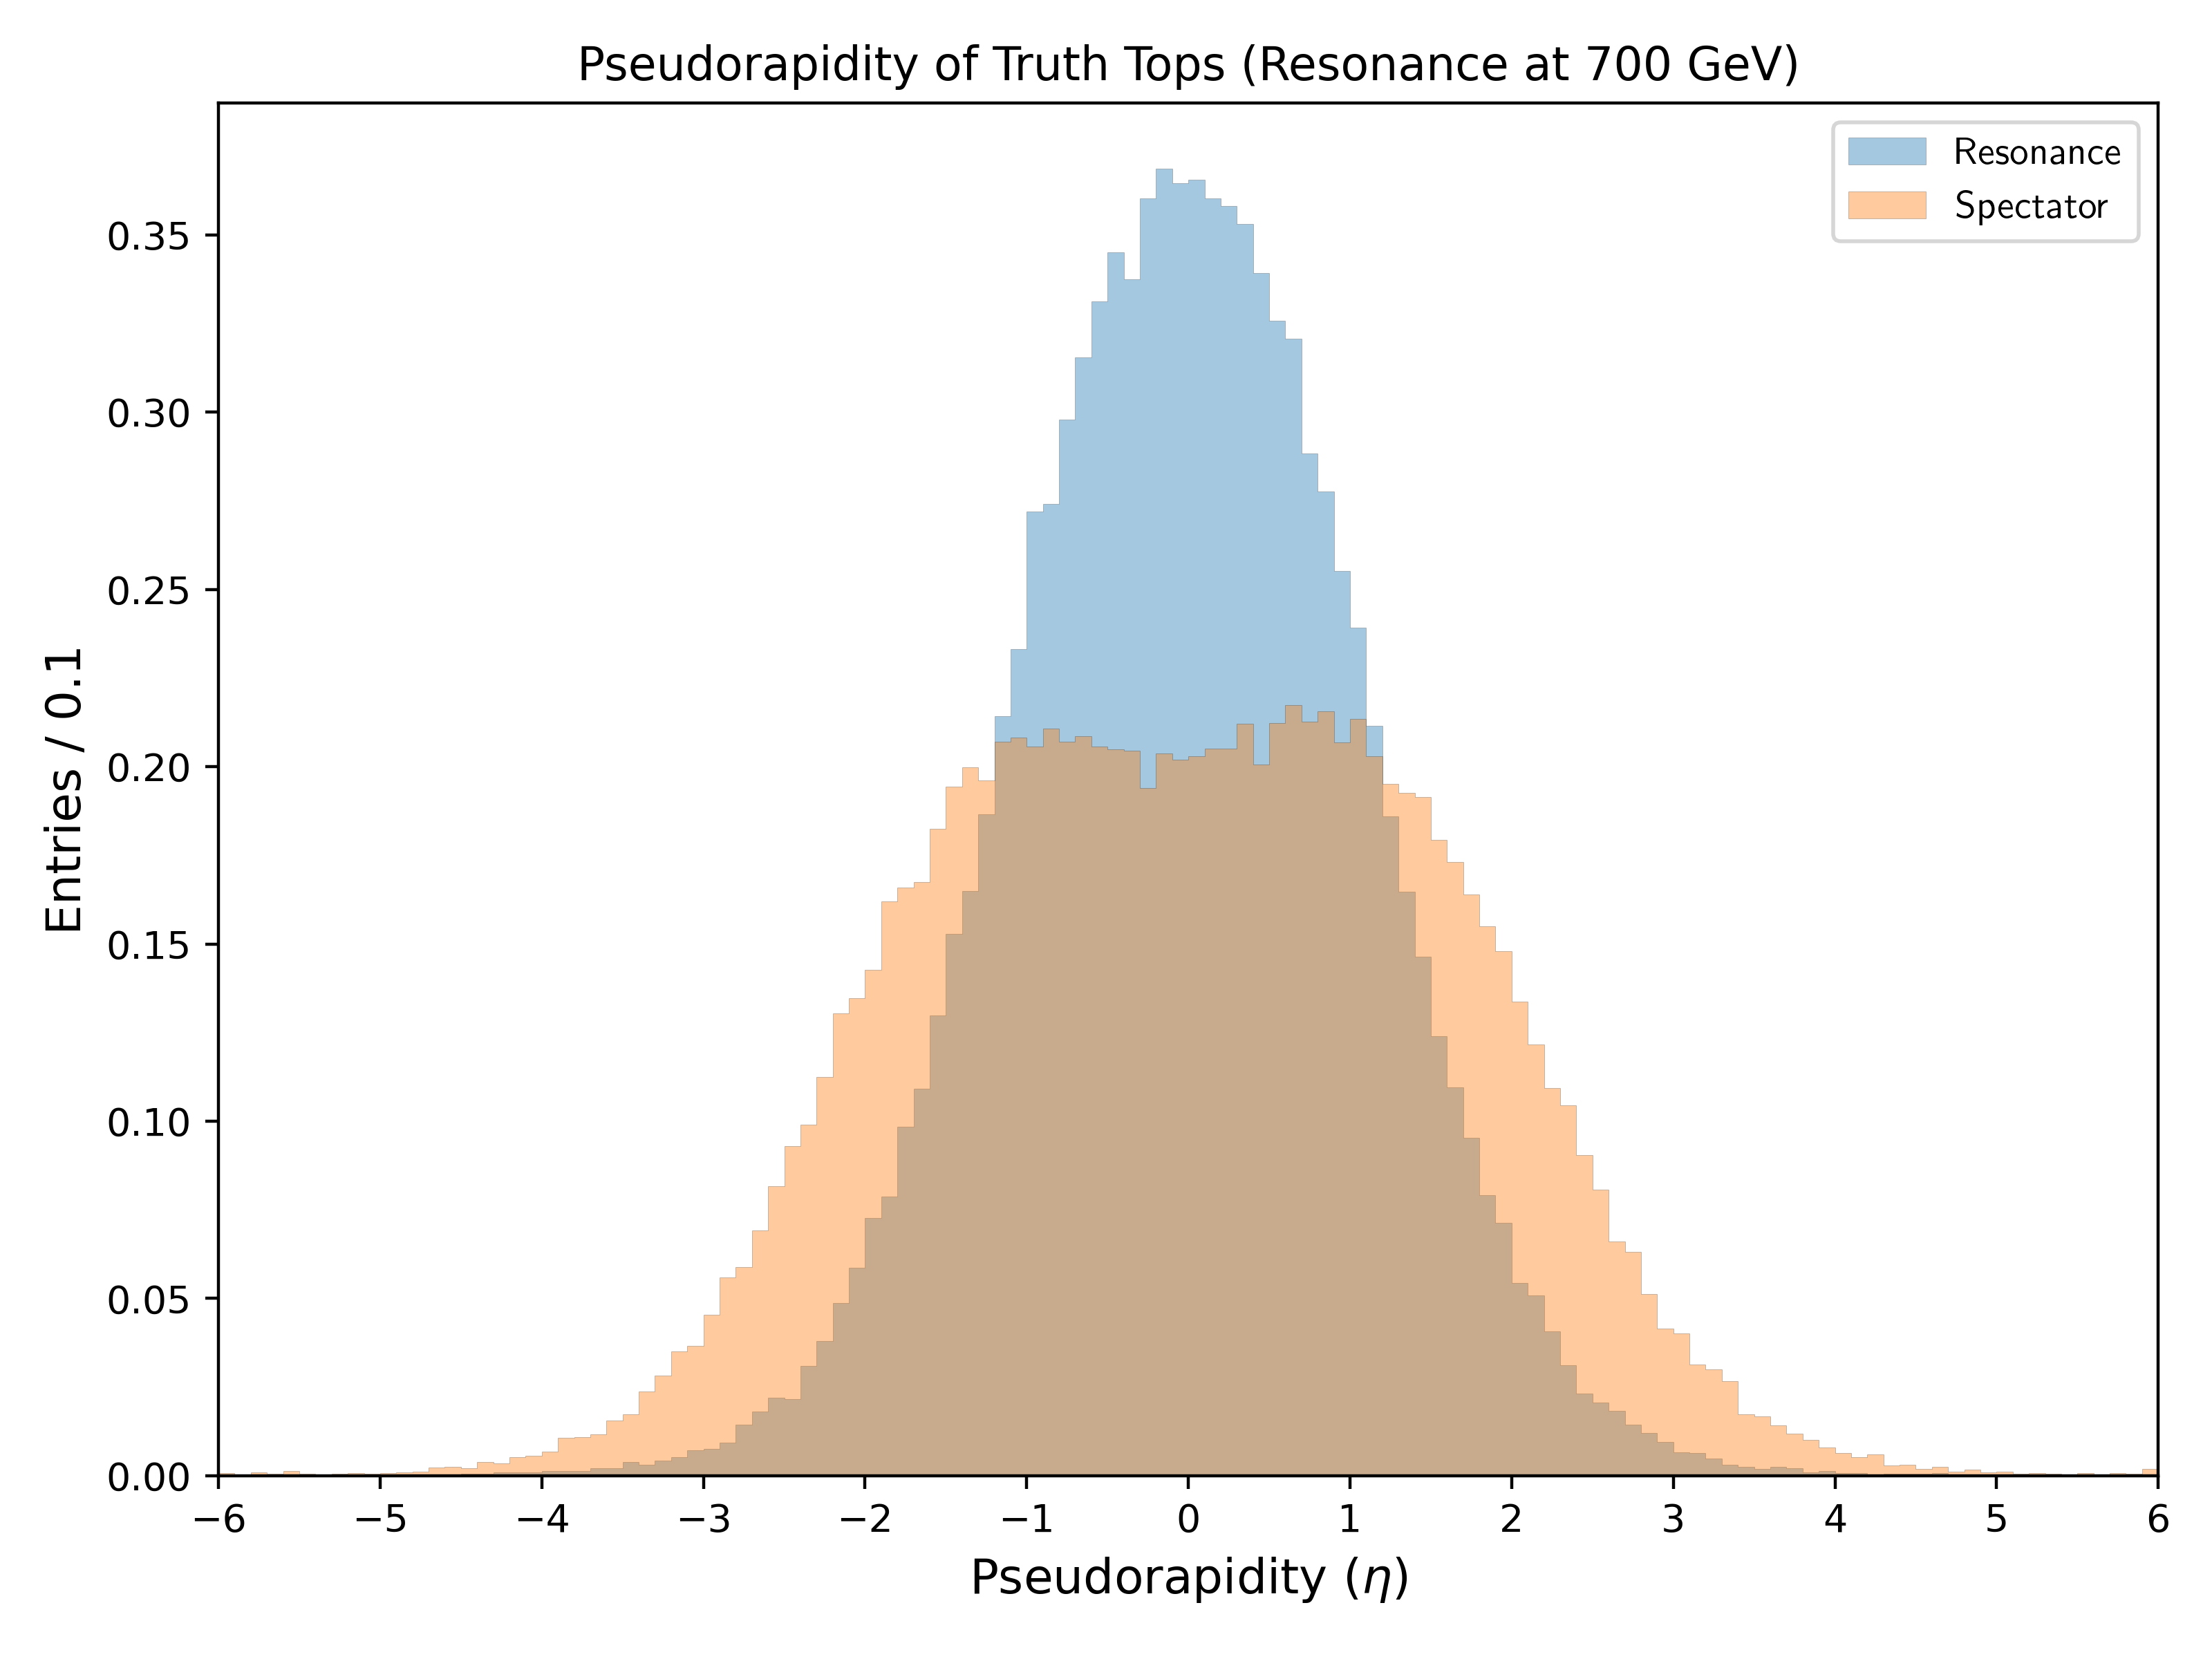 Pseudorapidity of Truth Tops (Resonance at 700 GeV)
Resonance
Spectator
Entries / 0.1
0.35
0.30
0.25
0.20
0.15
0.10
0.05
0.00
−6 −5 −4 −3 −2 −1 0 1 2 3 4 5 6
Pseudorapidity (η)